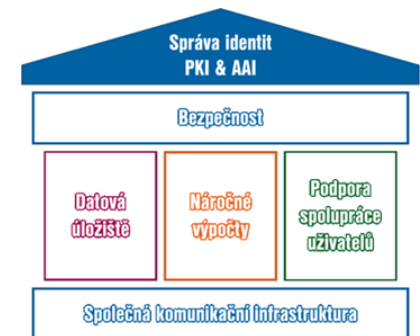 Správa identit
PKI & AAI
Bezpečnost
Datová
úložiště
Náročné
výpočty
Podpora
spolupráce
uživatelů
Společná komunikační infrastruktura